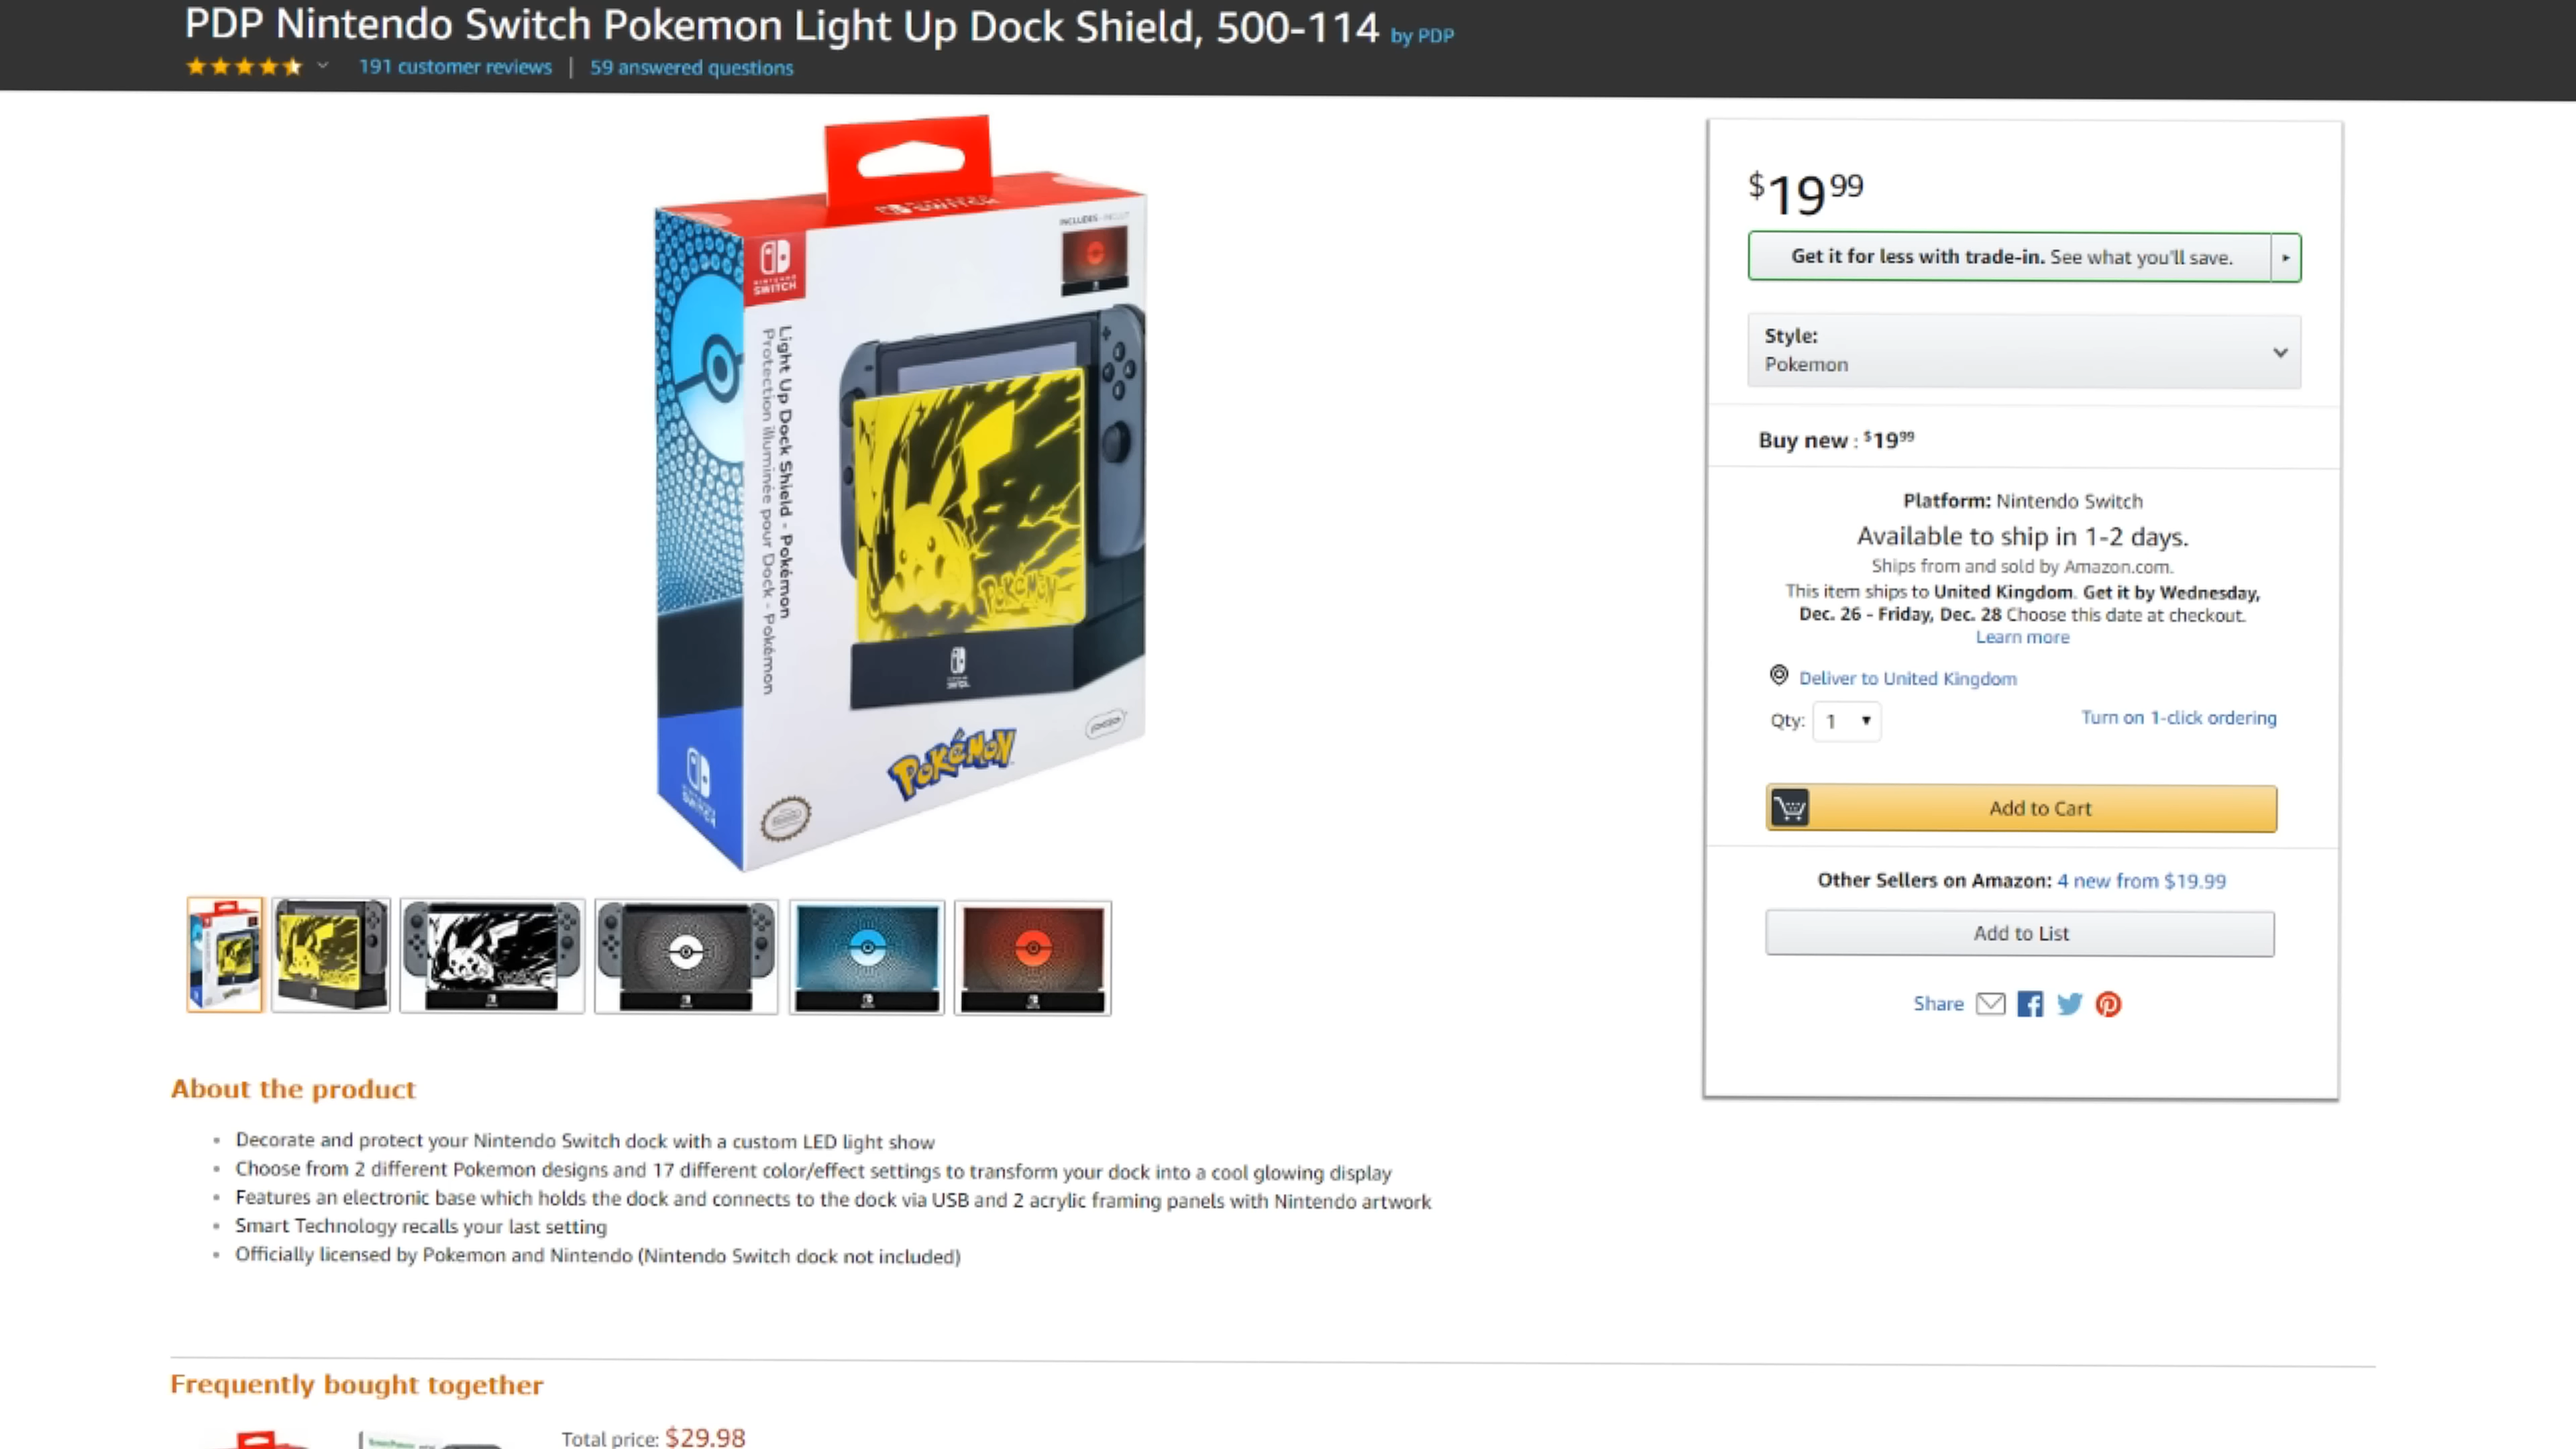 PDP Nintendo Switch Pokemon Light Up Dock Shield, 500-114 by PDP
191 customer reviews | 59 answered questions
NINTENDO SWITCH
INCLUDES
NINTENDO
SWITCH
Light Up Dock Shield - Pokémon
Protection illuminée pour Dock - Pokémon
POKéMON
POKéMON
$19 99
Get it for less with trade-in. See what you'll save.
Style:
Pokemon
Buy new : $19 99
Platform: Nintendo Switch
Available to ship in 1-2 days.
Ships from and sold by Amazon.com.
This item ships to United Kingdom. Get it by Wednesday,
Dec. 26 - Friday, Dec. 28 Choose this date at checkout.
Learn more
Deliver to United Kingdom
Qty: 1
Turn on 1-click ordering
Add to Cart
Other Sellers on Amazon: 4 new from $19.99
Add to List
Share
About the product
Decorate and protect your Nintendo Switch dock with a custom LED light show
Choose from 2 different Pokemon designs and 17 different color/effect settings to transform your dock into a cool glowing display
Features an electronic base which holds the dock and connects to the dock via USB and 2 acrylic framing panels with Nintendo artwork
Smart Technology recalls your last setting
Officially licensed by Pokemon and Nintendo (Nintendo Switch dock not included)
Frequently bought together
Total price: $29.98